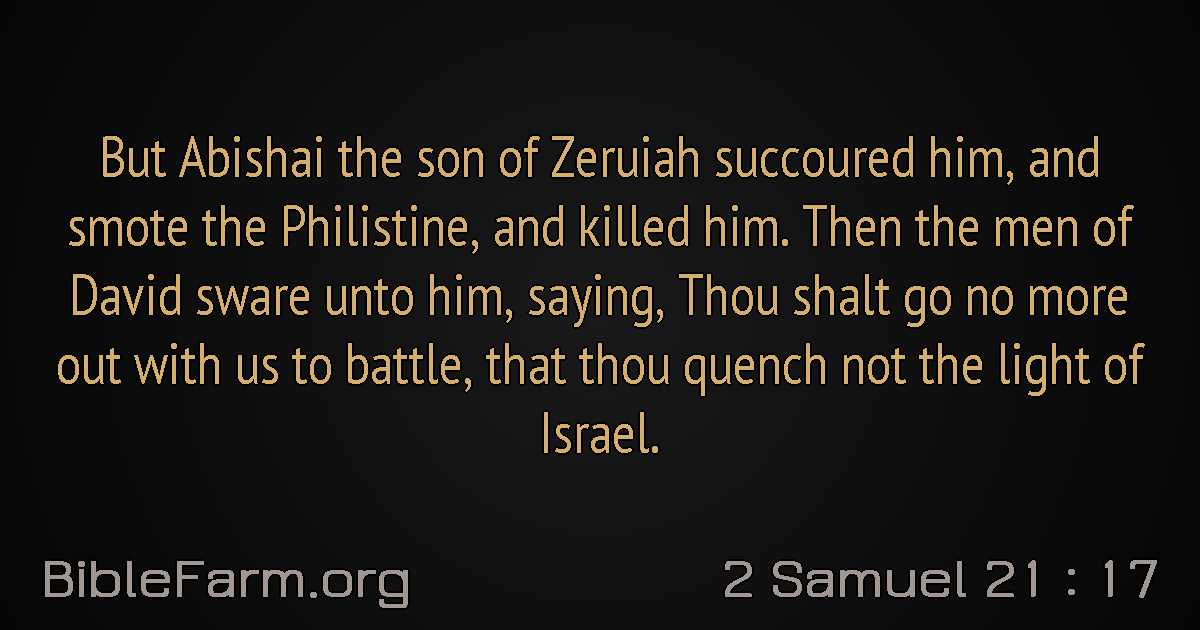 But Abishai the son of Zeruiah succoured him, and
smote the Philistine, and killed him. Then the men of
David sware unto him, saying, Thou shalt go no more
out with us to battle, that thou quench not the light of
Israel.
BibleFarm.org
2 Samuel 21 : 17